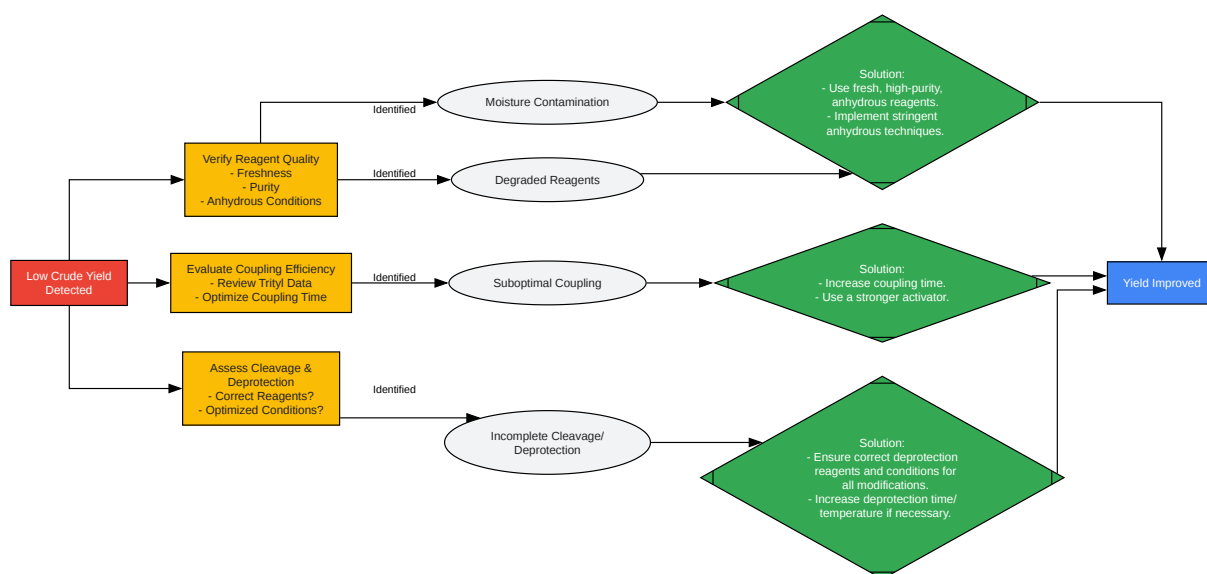 Low Crude Yield
Detected
Verify Reagent Quality
- Freshness
- Purity
- Anhydrous Conditions
Evaluate Coupling Efficiency
- Review Trityl Data
- Optimize Coupling Time
Assess Cleavage &
Deprotection
- Correct Reagents?
- Optimized Conditions?
Identified
Identified
Identified
Identified
Moisture Contamination
Degraded Reagents
Suboptimal Coupling
Incomplete Cleavage/
Deprotection
Solution:
- Use fresh, high-purity,
anhydrous reagents.
- Implement stringent
anhydrous techniques.
Solution:
- Increase coupling time.
- Use a stronger activator.
Solution:
- Ensure correct deprotection
reagents and conditions for
all modifications.
- Increase deprotection time/
temperature if necessary.
Yield Improved